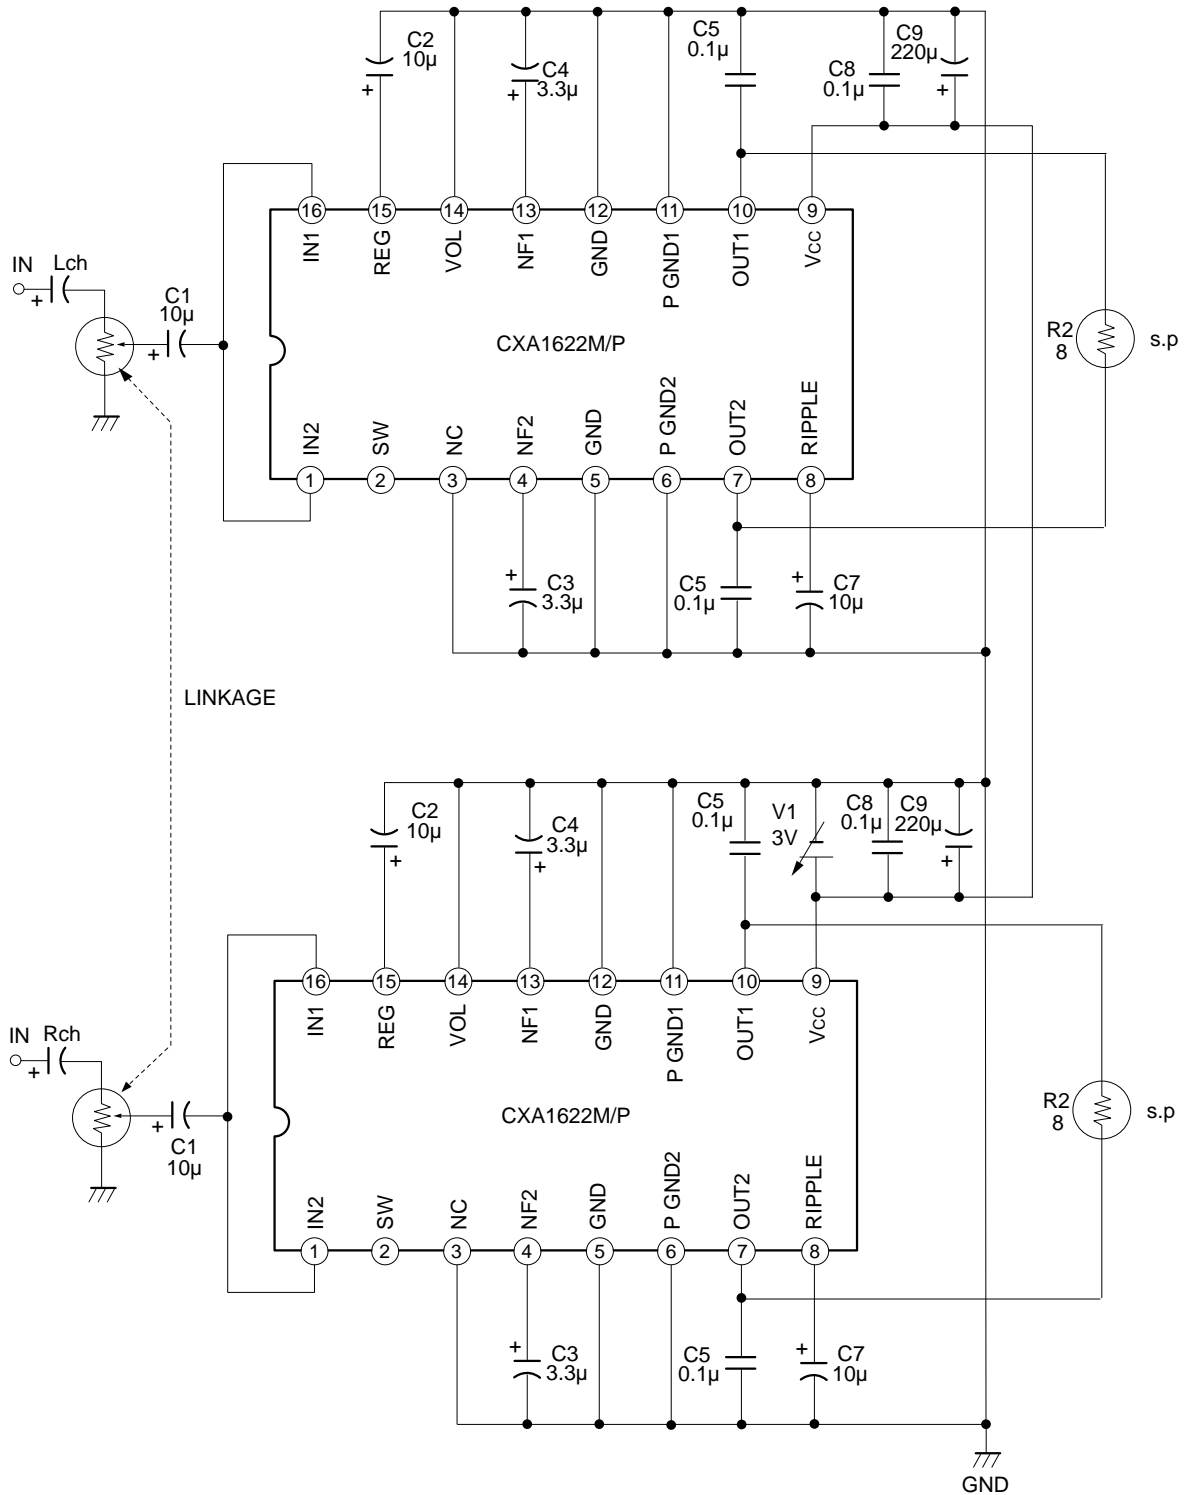 C2
10µ
C4
3.3µ
C5
0.1µ
C8
0.1µ
C9
220µ
+
+
+
16
15
14
13
12
11
10
9
IN1
REG
VOL
NF1
GND
P GND1
OUT1
Vcc
IN
Lch
+
C1
10µ
+
CXA1622M/P
R2
8
s.p
IN2
SW
NC
NF2
GND
P GND2
OUT2
RIPPLE
1
2
3
4
5
6
7
8
+
C3
3.3µ
C5
0.1µ
+
C7
10µ
LINKAGE
C2
10µ
+
C4
3.3µ
+
C5
0.1µ
V1
3V
C8
0.1µ
C9
220µ
+
16
15
14
13
12
11
10
9
IN1
REG
VOL
NF1
GND
P GND1
OUT1
Vcc
IN
Rch
+
+
C1
10µ
CXA1622M/P
R2
8
s.p
IN2
SW
NC
NF2
GND
P GND2
OUT2
RIPPLE
1
2
3
4
5
6
7
8
+
C3
3.3µ
C5
0.1µ
+
C7
10µ
GND